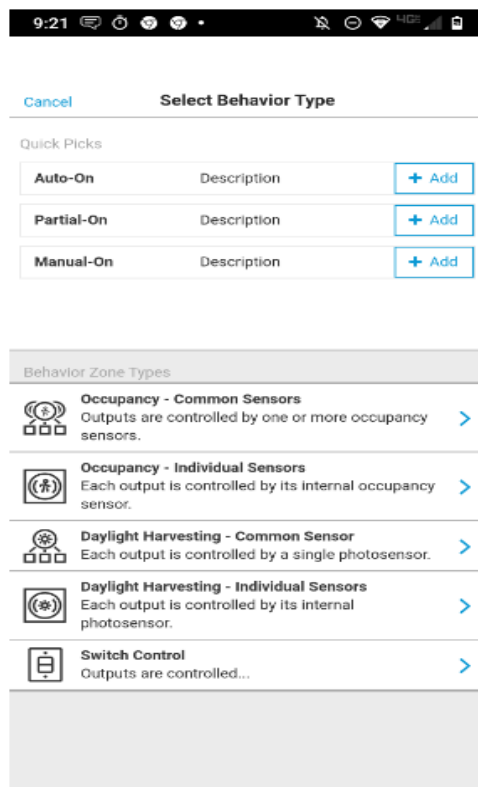 9:21
4GE
Cancel Select Behavior Type
Quick Picks
Auto-On Description + Add
Partial-On Description + Add
Manual-On Description + Add
Behavior Zone Types
Occupancy - Common Sensors
Outputs are controlled by one or more occupancy
sensors.
Occupancy - Individual Sensors
Each output is controlled by its internal occupancy
sensor.
Daylight Harvesting - Common Sensor
Each output is controlled by a single photosensor.
Daylight Harvesting - Individual Sensors
Each output is controlled by its internal
photosensor.
Switch Control
Outputs are controlled...